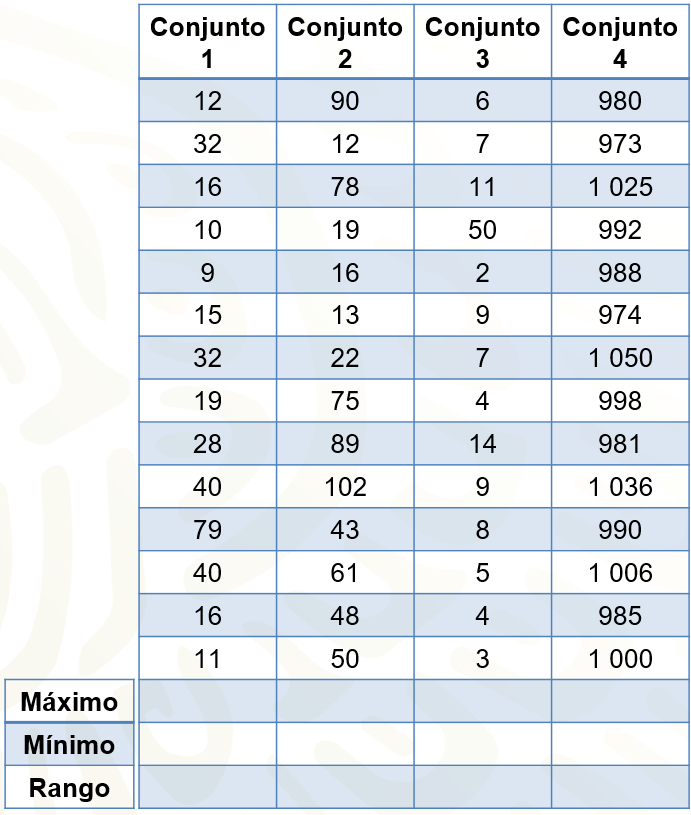 Conjunto 1 Conjunto 2 Conjunto 3 Conjunto 4
12 90 6 980
32 12 7 973
16 78 11 1 025
10 19 50 992
9 16 2 988
15 13 9 974
32 22 7 1 050
19 75 4 998
28 89 14 981
40 102 9 1 036
79 43 8 990
40 61 5 1 006
16 48 4 985
11 50 3 1 000
Máximo
Mínimo
Rango